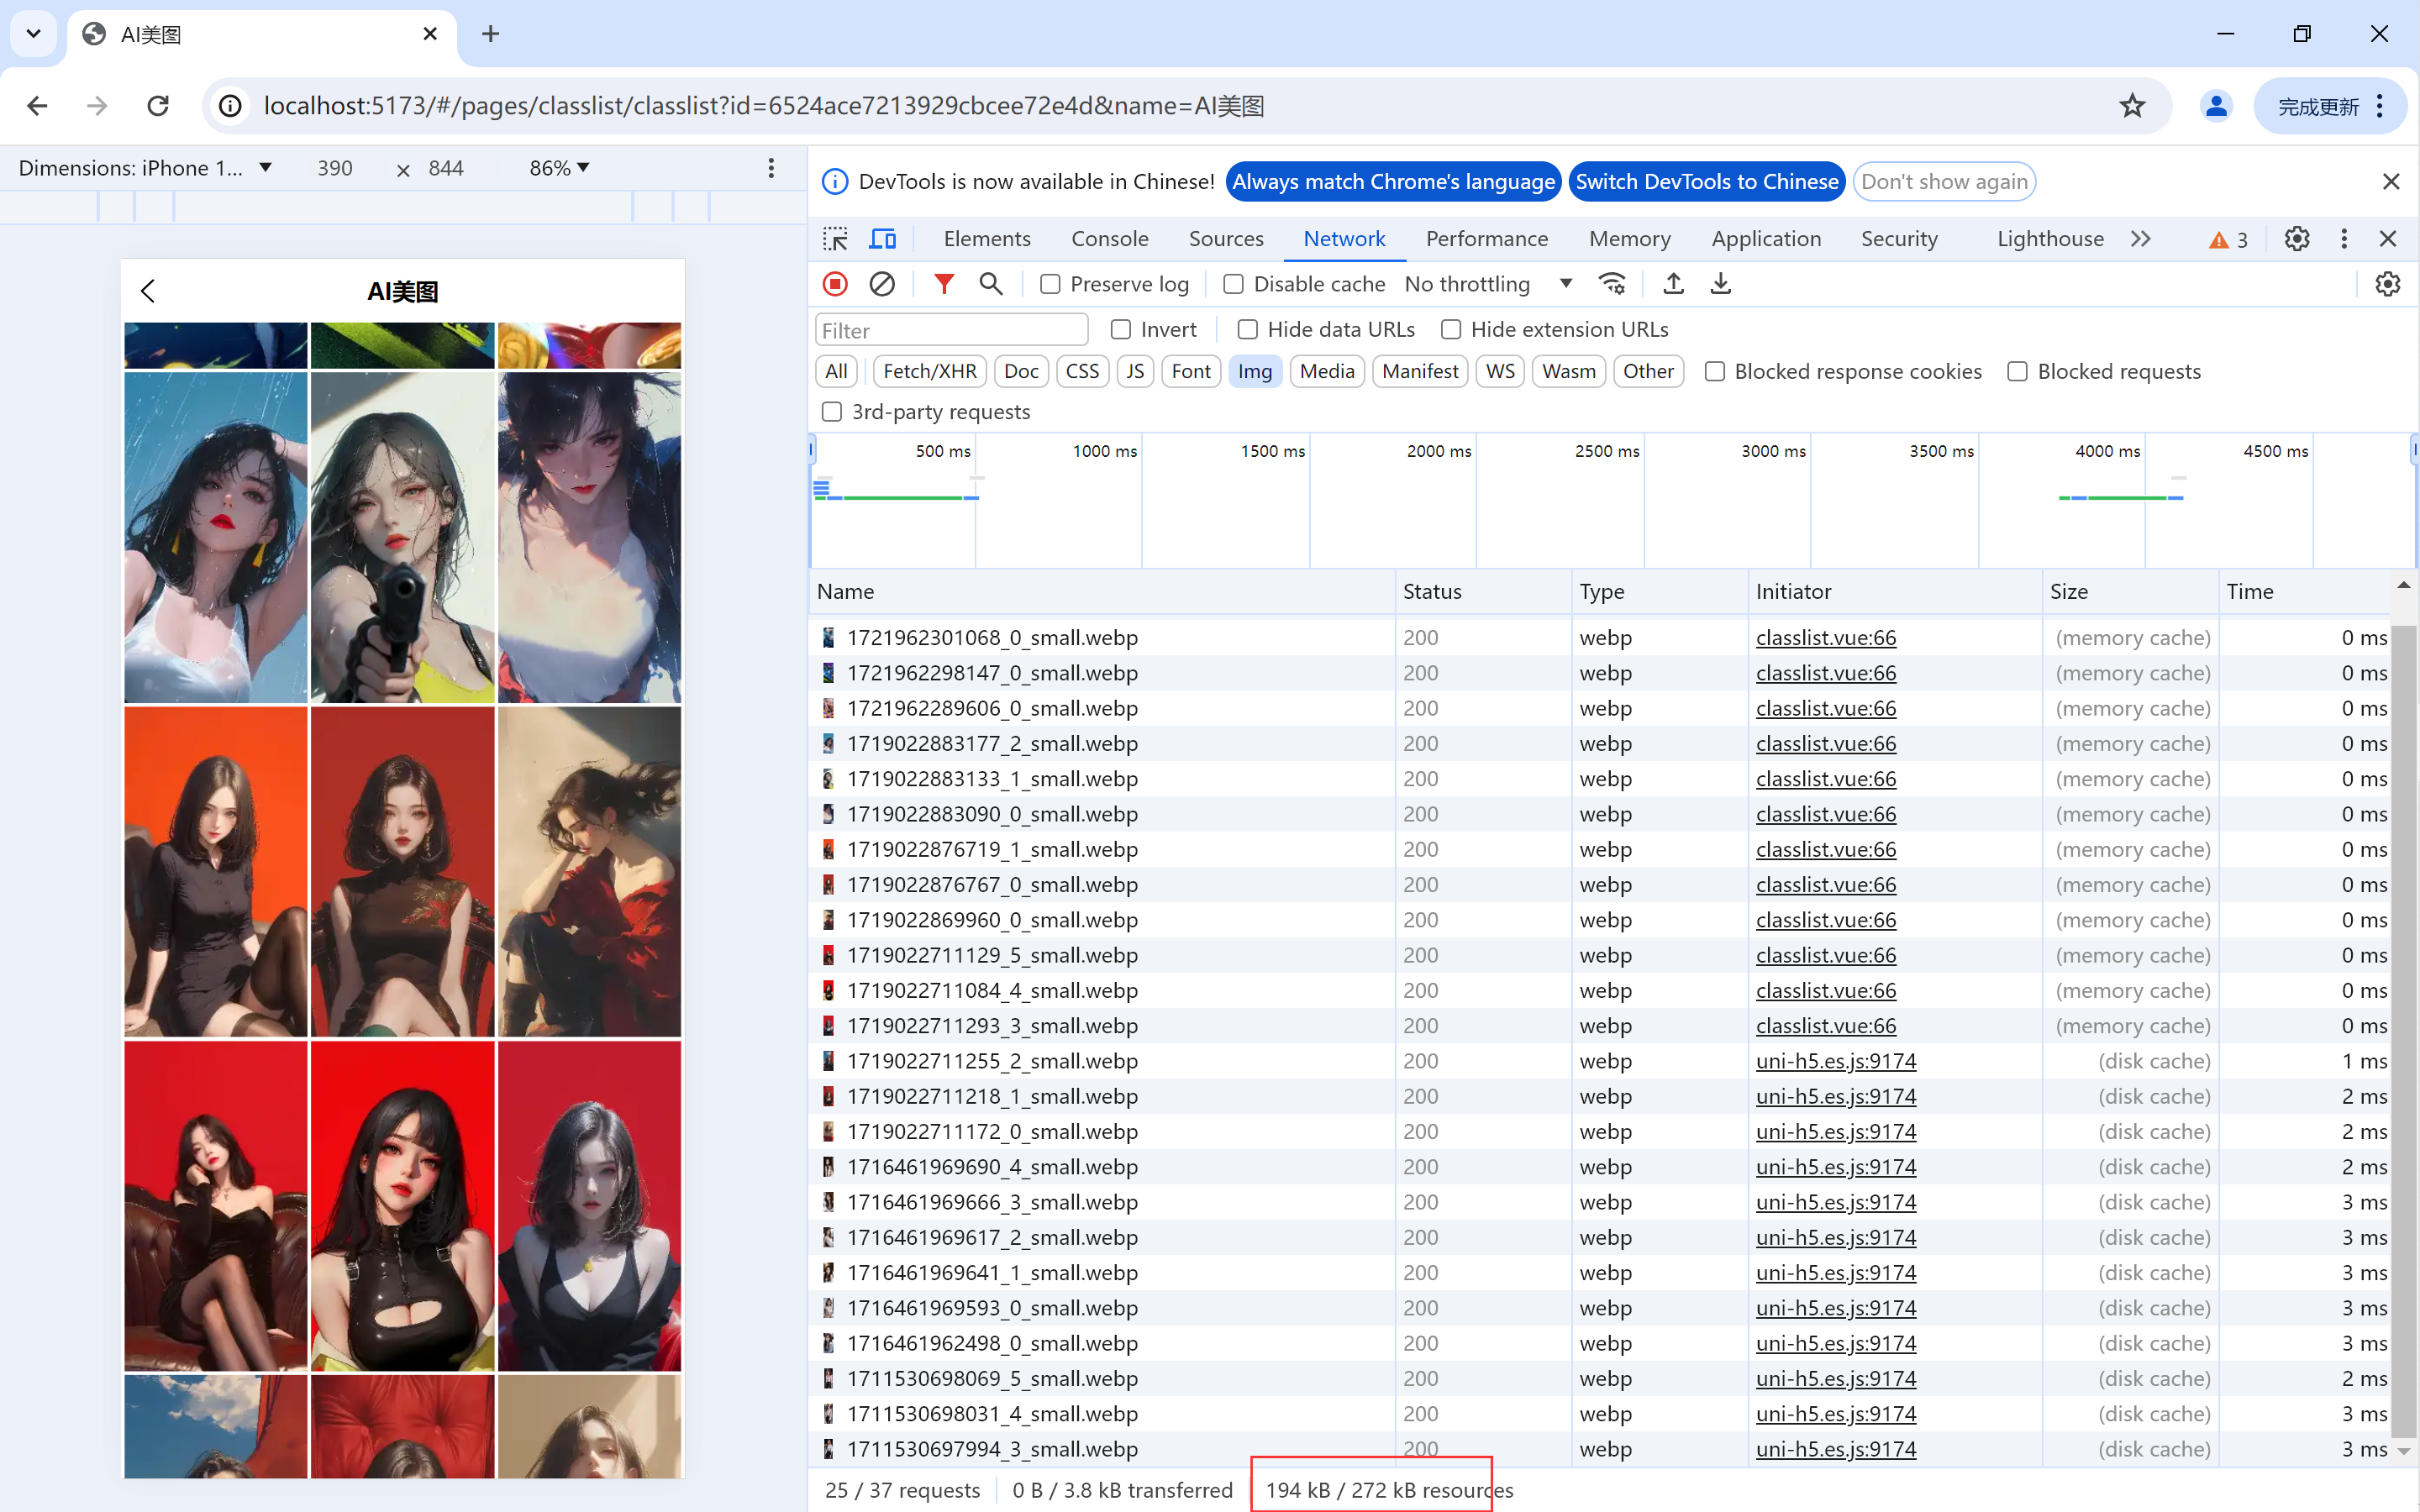 AI美图
localhost:5173/#/pages/classlist/classlist?id=6524ace7213929cbcee72e4d&name=AI美图
完成更新
Dimensions: iPhone 1... 390 × 844 86%
DevTools is now available in Chinese! Always match Chrome's language Switch DevTools to Chinese Don't show again
Elements Console Sources Network Performance Memory Application Security Lighthouse 3
Preserve log Disable cache No throttling
Filter Invert Hide data URLs Hide extension URLs
All Fetch/XHR Doc CSS JS Font Img Media Manifest WS Wasm Other Blocked response cookies Blocked requests
3rd-party requests
500 ms 1000 ms 1500 ms 2000 ms 2500 ms 3000 ms 3500 ms 4000 ms 4500 ms
Name Status Type Initiator Size Time
1721962301068_0_small.webp 200 webp classlist.vue:66 (memory cache) 0 ms
1721962298147_0_small.webp 200 webp classlist.vue:66 (memory cache) 0 ms
1721962289606_0_small.webp 200 webp classlist.vue:66 (memory cache) 0 ms
1719022883177_2_small.webp 200 webp classlist.vue:66 (memory cache) 0 ms
1719022883133_1_small.webp 200 webp classlist.vue:66 (memory cache) 0 ms
1719022883090_0_small.webp 200 webp classlist.vue:66 (memory cache) 0 ms
1719022876719_1_small.webp 200 webp classlist.vue:66 (memory cache) 0 ms
1719022876767_0_small.webp 200 webp classlist.vue:66 (memory cache) 0 ms
1719022869960_0_small.webp 200 webp classlist.vue:66 (memory cache) 0 ms
1719022711129_5_small.webp 200 webp classlist.vue:66 (memory cache) 0 ms
1719022711084_4_small.webp 200 webp classlist.vue:66 (memory cache) 0 ms
1719022711293_3_small.webp 200 webp classlist.vue:66 (memory cache) 0 ms
1719022711255_2_small.webp 200 webp uni-h5.es.js:9174 (disk cache) 1 ms
1719022711218_1_small.webp 200 webp uni-h5.es.js:9174 (disk cache) 2 ms
1719022711172_0_small.webp 200 webp uni-h5.es.js:9174 (disk cache) 2 ms
1716461969690_4_small.webp 200 webp uni-h5.es.js:9174 (disk cache) 2 ms
1716461969666_3_small.webp 200 webp uni-h5.es.js:9174 (disk cache) 3 ms
1716461969617_2_small.webp 200 webp uni-h5.es.js:9174 (disk cache) 3 ms
1716461969641_1_small.webp 200 webp uni-h5.es.js:9174 (disk cache) 3 ms
1716461969593_0_small.webp 200 webp uni-h5.es.js:9174 (disk cache) 3 ms
1716461962498_0_small.webp 200 webp uni-h5.es.js:9174 (disk cache) 3 ms
1711530698069_5_small.webp 200 webp uni-h5.es.js:9174 (disk cache) 2 ms
1711530698031_4_small.webp 200 webp uni-h5.es.js:9174 (disk cache) 3 ms
1711530697994_3_small.webp 200 webp uni-h5.es.js:9174 (disk cache) 3 ms
25 / 37 requests 0 B / 3.8 kB transferred 194 kB / 272 kB resources
AI美图